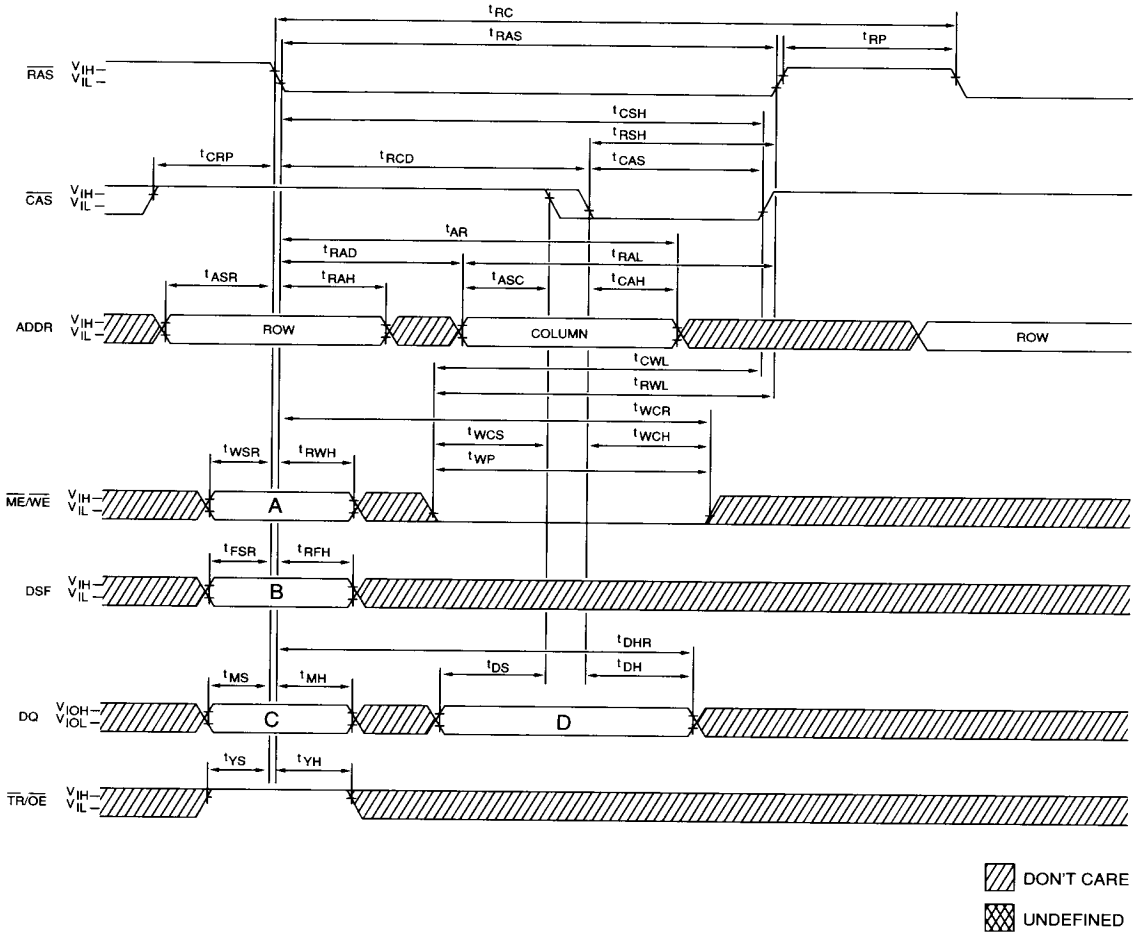 tRC
tRAS
tRP
RAS VIH VIL
tCSH
tRSH
tCRP tRCD tCAS
CAS VIH VIL
tAR
tRAD tRAL
tASR tRAH tASC tCAH
ADDR VIH VIL ROW COLUMN ROW
tCWL
tRWL
tWCR
tWCS tWCH
tWSR tRWH tWP
ME/WE VIH VIL A
tFSR tRFH
DSF VIH VIL B
tDHR
tDS tDH
tMS tMH
DQ VIOH VIOL C D
tYS tYH
TR/OE VIH VIL
DON'T CARE
UNDEFINED